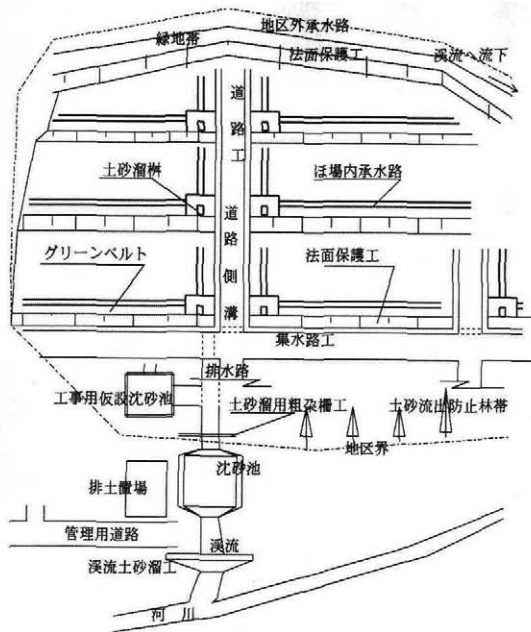 地区外承水路
緑地帯
法面保護工
渓流へ流下
道路工
土砂溜桝
ほ場内承水路
道路側溝
グリーンベルト
法面保護工
集水路工
排水路
工事用仮設沈砂池
土砂溜用粗朶柵工
土砂流出防止林帯
地区界
沈砂池
排土置場
管理用道路
渓流
渓流土砂溜工
河川